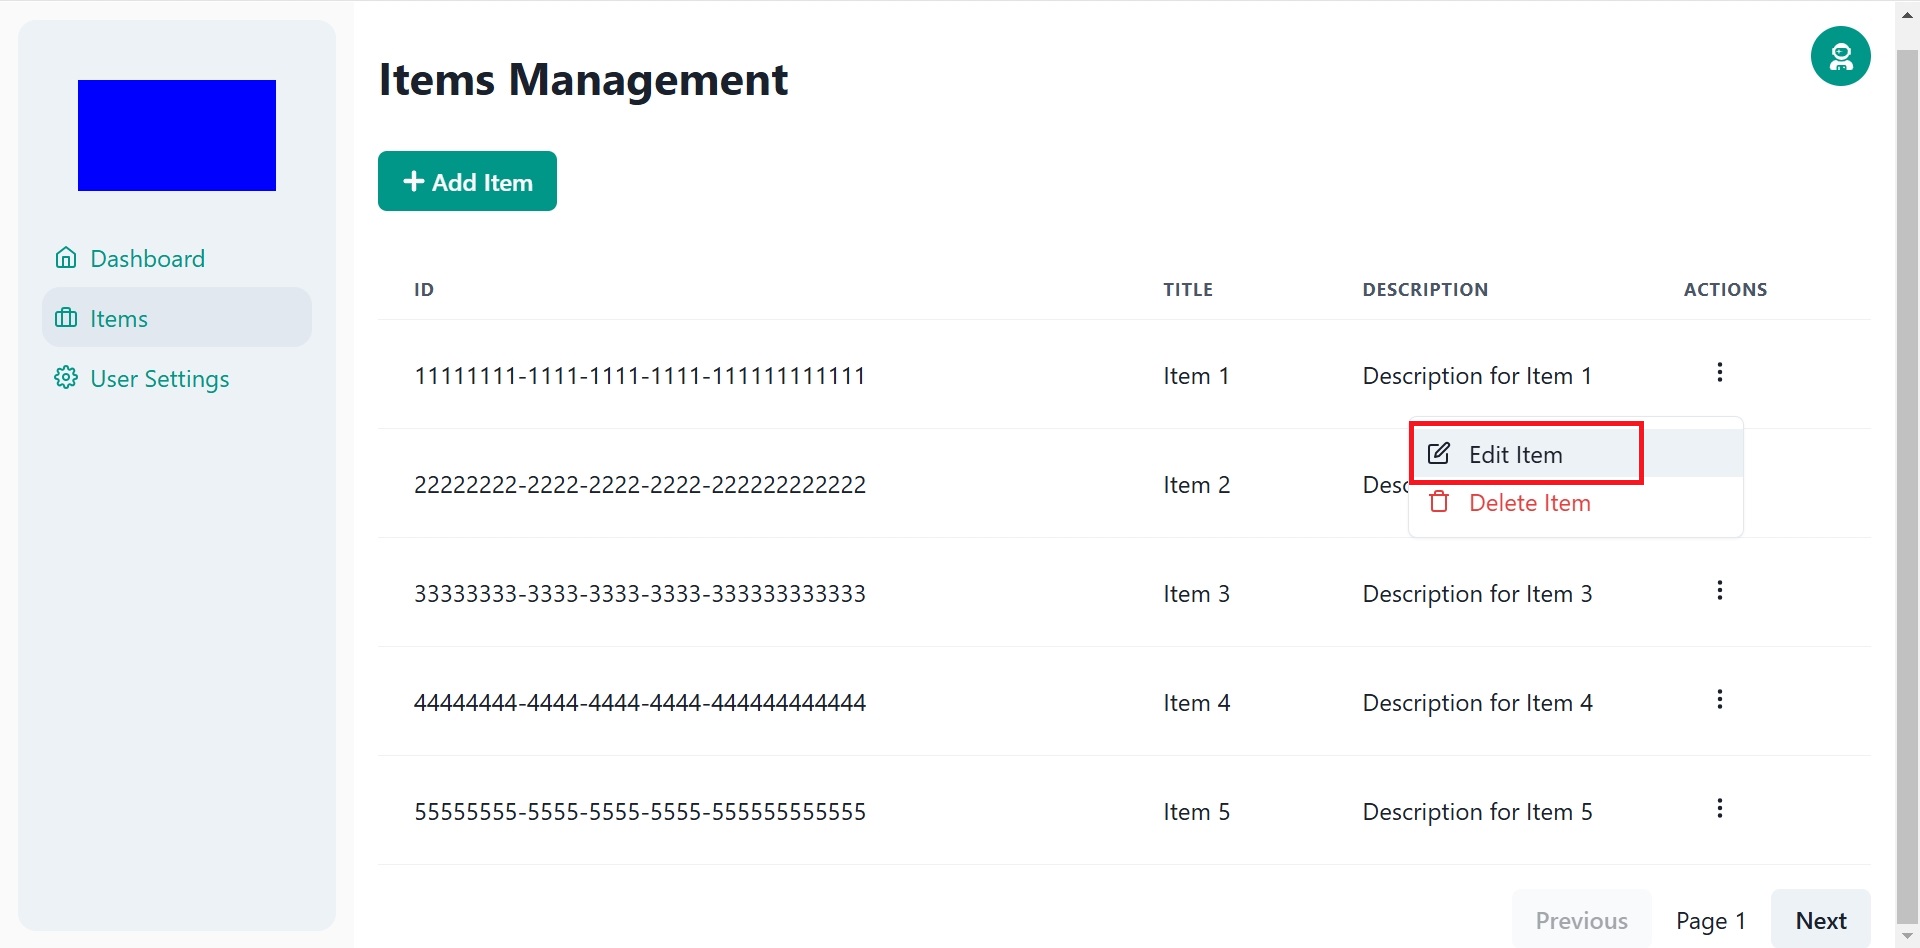 Items Management
Add Item
Dashboard
Items
User Settings
ID TITLE DESCRIPTION ACTIONS
11111111-1111-1111-1111-111111111111 Item 1 Description for Item 1
Edit Item
22222222-2222-2222-2222-222222222222 Item 2 Desc
Delete Item
33333333-3333-3333-3333-333333333333 Item 3 Description for Item 3
44444444-4444-4444-4444-444444444444 Item 4 Description for Item 4
55555555-5555-5555-5555-555555555555 Item 5 Description for Item 5
Previous Page 1 Next